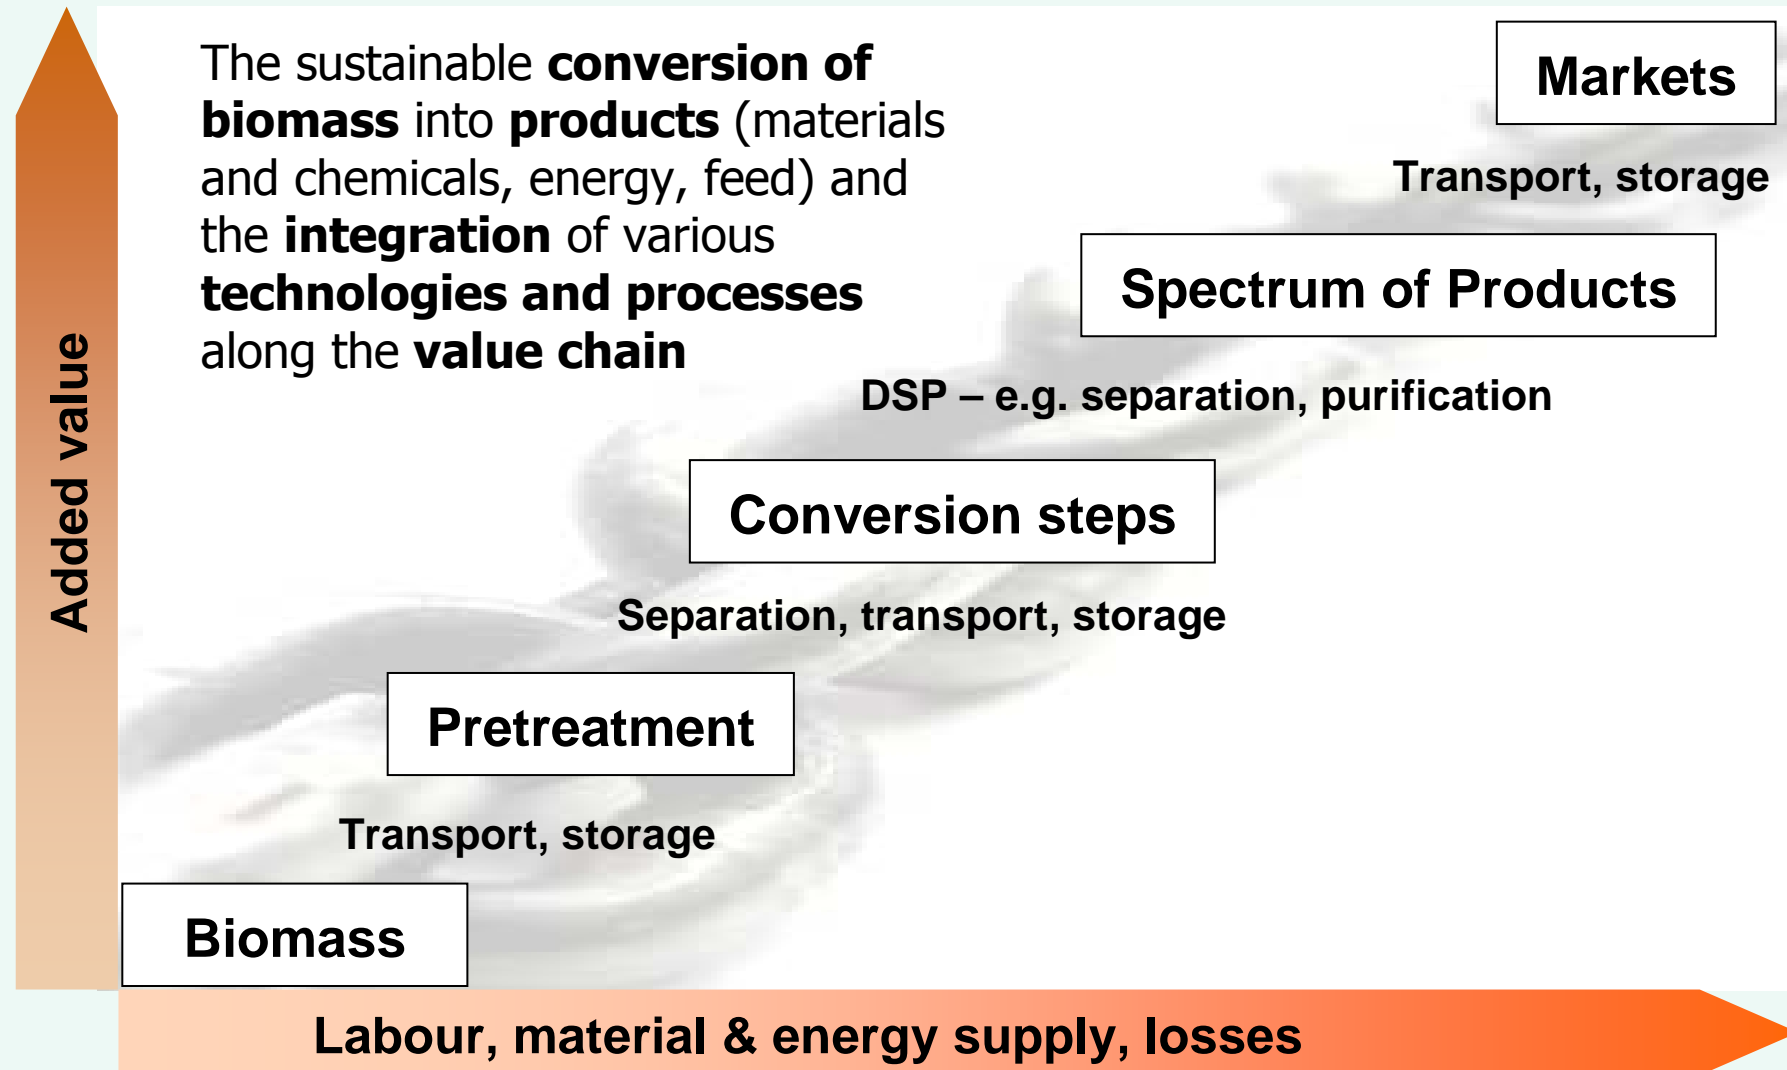 The sustainable conversion of
biomass into products (materials
and chemicals, energy, feed) and
the integration of various
technologies and processes
along the value chain
Markets
Transport, storage
Spectrum of Products
DSP – e.g. separation, purification
Conversion steps
Separation, transport, storage
Pretreatment
Transport, storage
Biomass
Added value
Labour, material & energy supply, losses